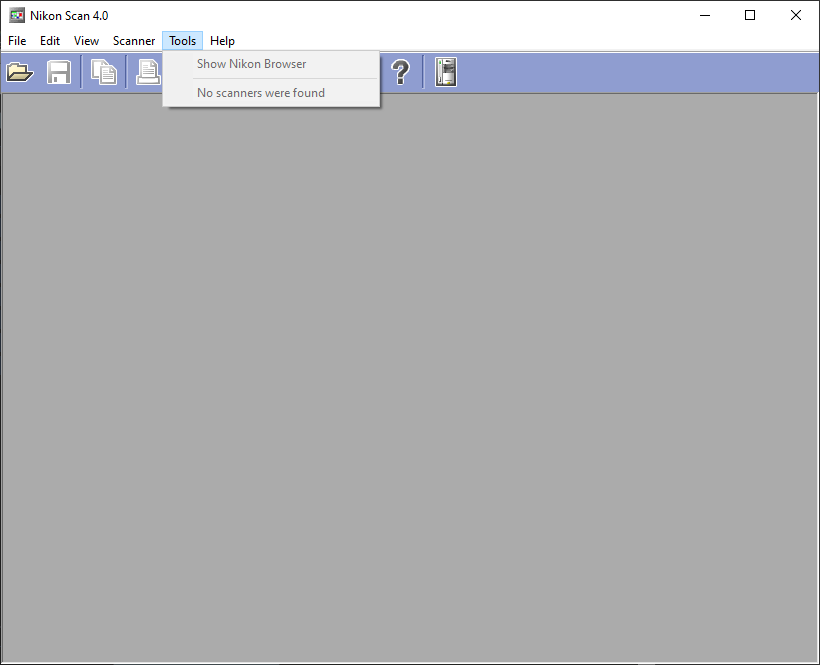 Nikon Scan 4.0
File Edit View Scanner Tools Help
Show Nikon Browser
No scanners were found